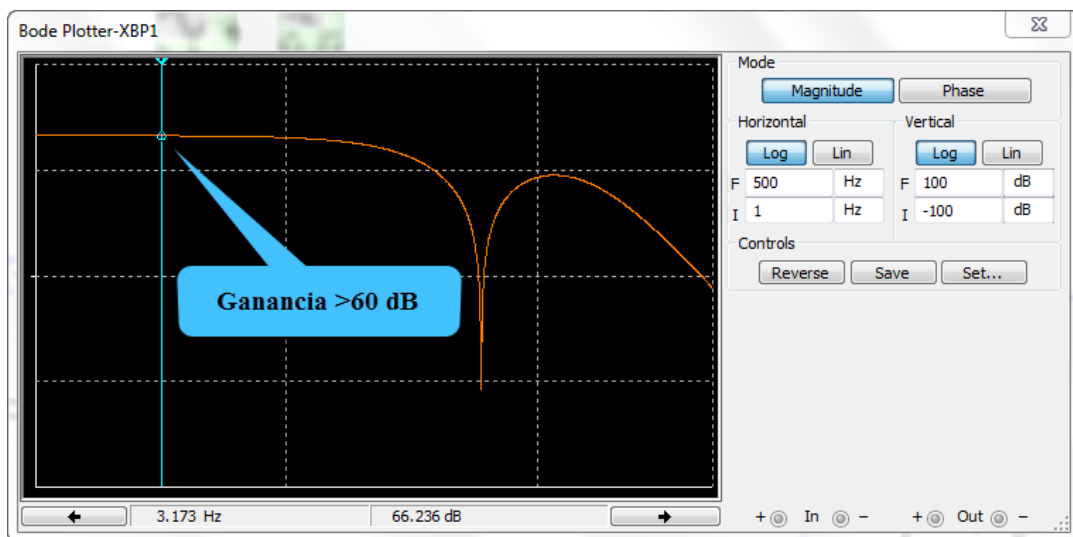 Bode Plotter-XBP1
Mode
Magnitude Phase
Horizontal Vertical
Log Lin Log Lin
F 500 Hz F 100 dB
I 1 Hz I -100 dB
Controls
Reverse Save Set...
Ganancia >60 dB
3.173 Hz 66.236 dB
+ In − + Out −